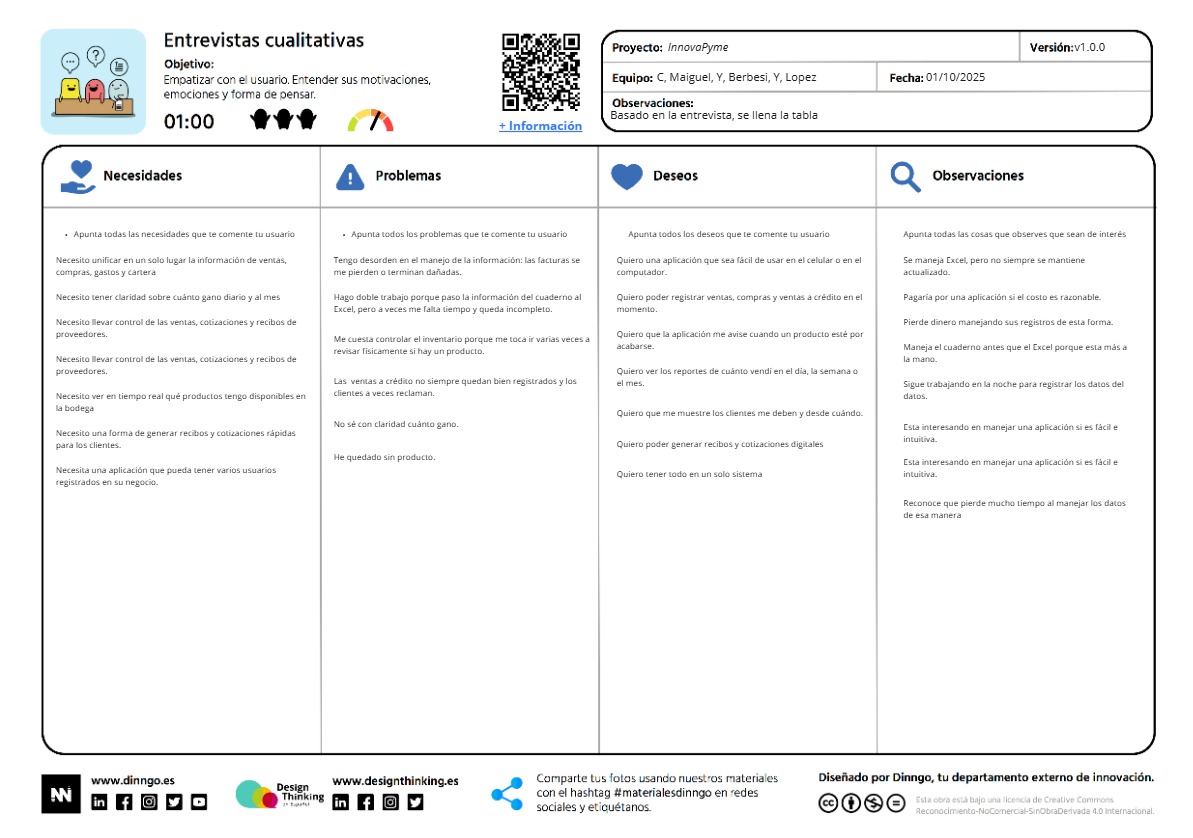 Entrevistas cualitativas
Objetivo:
Empatizar con el usuario. Entender sus motivaciones,
emociones y forma de pensar.
01:00
+ Información
Proyecto: InnovaPyme
Versión:v1.0.0
Equipo: C, Maiguel, Y, Berbesi, Y, Lopez
Fecha: 01/10/2025
Observaciones:
Basado en la entrevista, se llena la tabla
Necesidades
• Apunta todas las necesidades que te comente tu usuario
Necesito unificar en un solo lugar la información de ventas,
compras, gastos y cartera
Necesito tener claridad sobre cuánto gano diario y al mes
Necesito llevar control de las ventas, cotizaciones y recibos de
proveedores.
Necesito llevar control de las ventas, cotizaciones y recibos de
proveedores.
Necesito ver en tiempo real qué productos tengo disponibles en
la bodega
Necesito una forma de generar recibos y cotizaciones rápidas
para los clientes.
Necesita una aplicación que pueda tener varios usuarios
registrados en su negocio.
Problemas
• Apunta todos los problemas que te comente tu usuario
Tengo desorden en el manejo de la información: las facturas se
me pierden o terminan dañadas.
Hago doble trabajo porque paso la información del cuaderno al
Excel, pero a veces me falta tiempo y queda incompleto.
Me cuesta controlar el inventario porque me toca ir varias veces a
revisar físicamente si hay un producto.
Las  ventas a crédito no siempre quedan bien registrados y los
clientes a veces reclaman.
No sé con claridad cuánto gano.
He quedado sin producto.
Deseos
Apunta todos los deseos que te comente tu usuario
Quiero una aplicación que sea fácil de usar en el celular o en el
computador.
Quiero poder registrar ventas, compras y ventas a crédito en el
momento.
Quiero que la aplicación me avise cuando un producto esté por
acabarse.
Quiero ver los reportes de cuánto vendí en el día, la semana o
el mes.
Quiero que me muestre los clientes me deben y desde cuándo.
Quiero poder generar recibos y cotizaciones digitales
Quiero tener todo en un solo sistema
Observaciones
Apunta todas las cosas que observes que sean de interés
Se maneja Excel, pero no siempre se mantiene
actualizado.
Pagaría por una aplicación si el costo es razonable.
Pierde dinero manejando sus registros de esta forma.
Maneja el cuaderno antes que el Excel porque esta más a
la mano.
Sigue trabajando en la noche para registrar los datos del
datos.
Esta interesando en manejar una aplicación si es fácil e
intuitiva.
Esta interesando en manejar una aplicación si es fácil e
intuitiva.
Reconoce que pierde mucho tiempo al manejar los datos
de esa manera
www.dinngo.es
Design
Thinking
en Español
www.designthinking.es
Comparte tus fotos usando nuestros materiales
con el hashtag #materialesdinngo en redes
sociales y etiquétanos.
Diseñado por Dinngo, tu departamento externo de innovación.
Esta obra está bajo una licencia de Creative Commons
Reconocimiento-NoComercial-SinObraDerivada 4.0 Internacional.